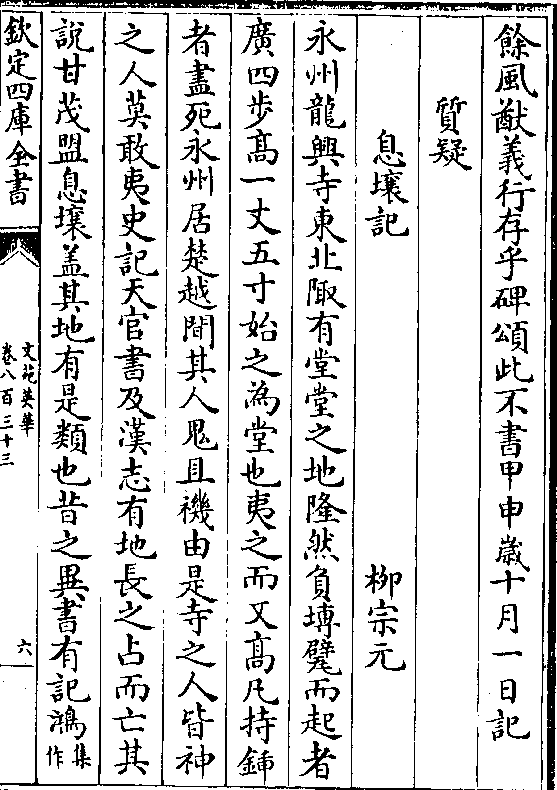 餘風猷義行存乎碑頌此不書甲申歲十月一日記
質疑
息壤記 柳宗元
永州龍興寺東北陬有堂堂之地隆然負塼甓而起者
廣四步髙一丈五寸始之為堂也夷之而又髙凡持鍤
者盡死永州居楚越間其人鬼且禨由是寺之人皆神
之人莫敢夷史記天官書及漢志有地長之占而亡其
說甘茂盟息壤盖其地有是類也昔之異書有記鴻集
作
欽定四庫全書
文苑英華
卷八百三十三
六